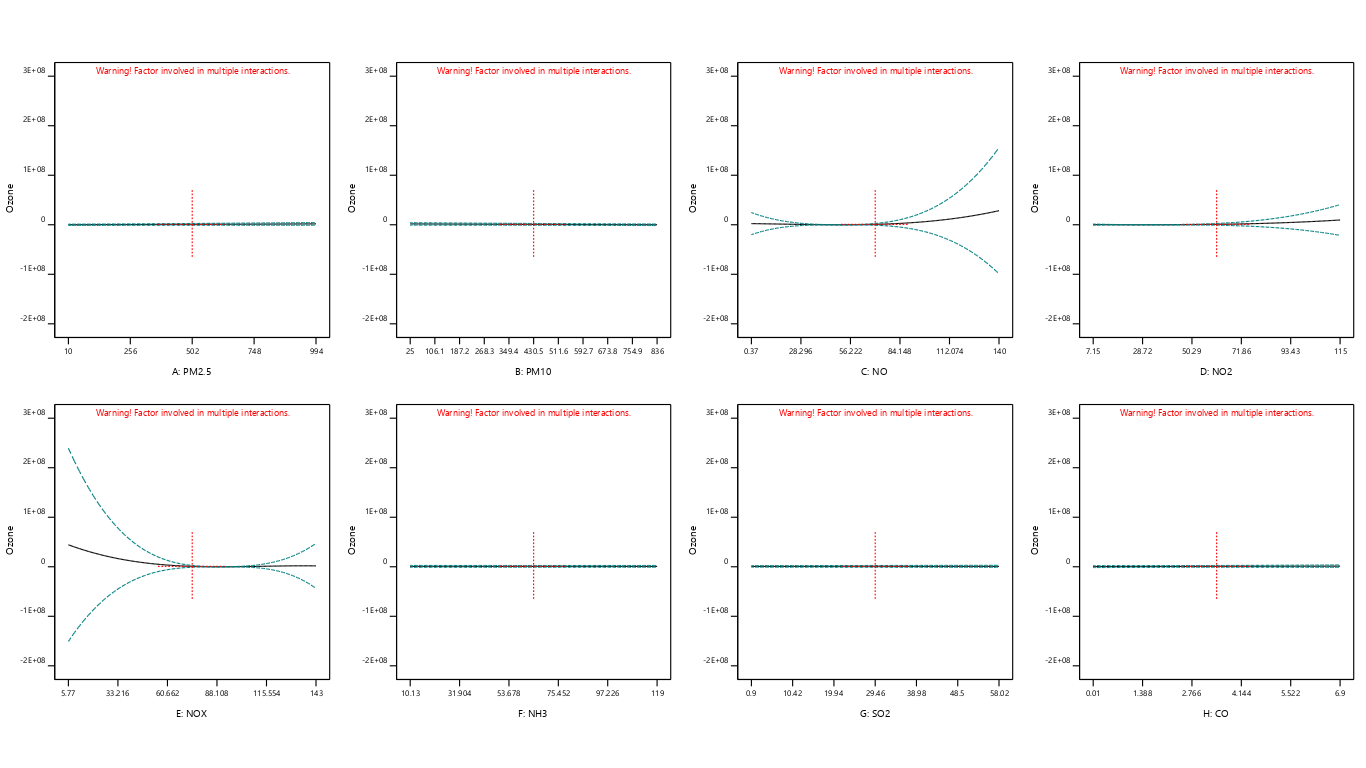 Warning! Factor involved in multiple interactions.
3E+08
2E+08
1E+08
0
-1E+08
-2E+08
Ozone
10 256 502 748 994
A: PM2.5
Warning! Factor involved in multiple interactions.
3E+08
2E+08
1E+08
0
-1E+08
-2E+08
Ozone
25 106.1 187.2 268.3 349.4 430.5 511.6 592.7 673.8 754.9 836
B: PM10
Warning! Factor involved in multiple interactions.
3E+08
2E+08
1E+08
0
-1E+08
-2E+08
Ozone
0.37 28.296 56.222 84.148 112.074 140
C: NO
Warning! Factor involved in multiple interactions.
3E+08
2E+08
1E+08
0
-1E+08
-2E+08
Ozone
7.15 28.72 50.29 71.86 93.43 115
D: NO2
Warning! Factor involved in multiple interactions.
3E+08
2E+08
1E+08
0
-1E+08
-2E+08
Ozone
5.77 33.216 60.662 88.108 115.554 143
E: NOX
Warning! Factor involved in multiple interactions.
3E+08
2E+08
1E+08
0
-1E+08
-2E+08
Ozone
10.13 31.904 53.678 75.452 97.226 119
F: NH3
Warning! Factor involved in multiple interactions.
3E+08
2E+08
1E+08
0
-1E+08
-2E+08
Ozone
0.9 10.42 19.94 29.46 38.98 48.5 58.02
G: SO2
Warning! Factor involved in multiple interactions.
3E+08
2E+08
1E+08
0
-1E+08
-2E+08
Ozone
0.01 1.388 2.766 4.144 5.522 6.9
H: CO